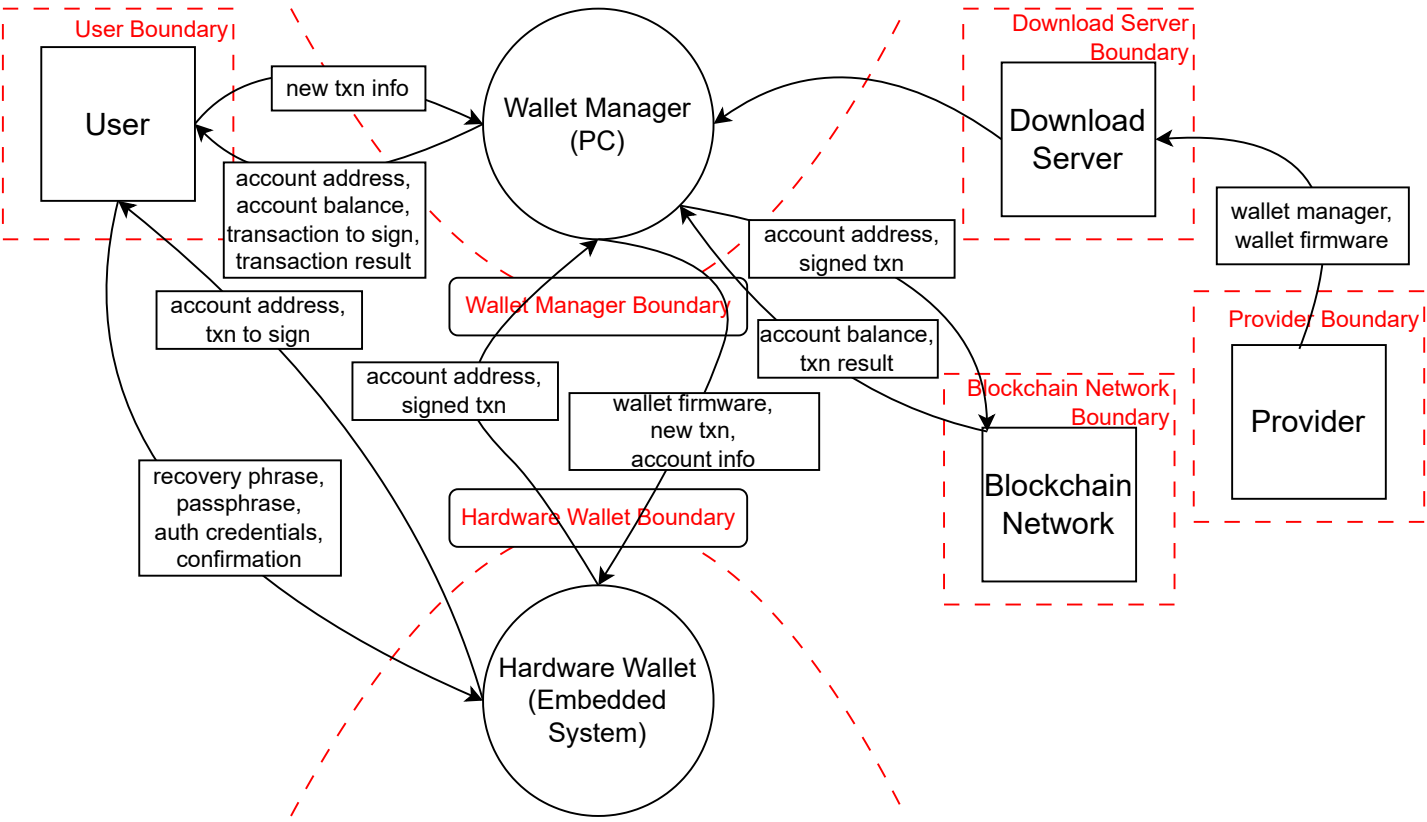 User Boundary
User
new txn info
account address,
account balance,
transaction to sign,
transaction result
Wallet Manager
(PC)
Download Server
Boundary
Download
Server
wallet manager,
wallet firmware
account address,
signed txn
Wallet Manager Boundary
account address,
txn to sign
account balance,
txn result
Provider Boundary
Provider
account address,
signed txn
wallet firmware,
new txn,
account info
Blockchain Network
Boundary
Blockchain
Network
recovery phrase,
passphrase,
auth credentials,
confirmation
Hardware Wallet Boundary
Hardware Wallet
(Embedded
System)